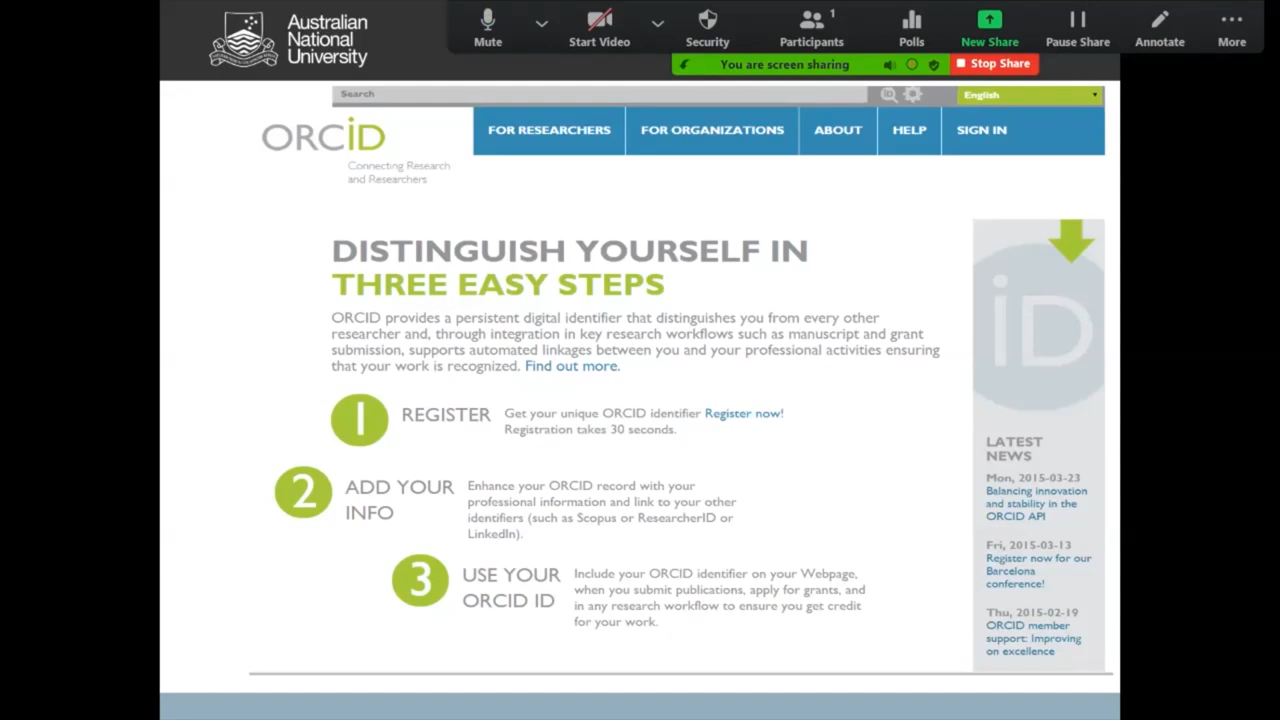 Australian
National
University
Mute
Start Video
Security
1
Participants
Polls
New Share
Pause Share
Annotate
More
You are screen sharing
Stop Share
Search
English
ORCID
Connecting Research
and Researchers
FOR RESEARCHERS
FOR ORGANIZATIONS
ABOUT
HELP
SIGN IN
DISTINGUISH YOURSELF IN
THREE EASY STEPS
ORCID provides a persistent digital identifier that distinguishes you from every other
researcher and, through integration in key research workflows such as manuscript and grant
submission, supports automated linkages between you and your professional activities ensuring
that your work is recognized. Find out more.
1
REGISTER
Get your unique ORCID identifier Register now!
Registration takes 30 seconds.
2
ADD YOUR
INFO
Enhance your ORCID record with your
professional information and link to your other
identifiers (such as Scopus or ResearcherID or
LinkedIn).
3
USE YOUR
ORCID ID
Include your ORCID identifier on your Webpage,
when you submit publications, apply for grants, and
in any research workflow to ensure you get credit
for your work.
iD
LATEST
NEWS
Mon, 2015-03-23
Balancing innovation
and stability in the
ORCID API
Fri, 2015-03-13
Register now for our
Barcelona
conference!
Thu, 2015-02-19
ORCID member
support: Improving
on excellence